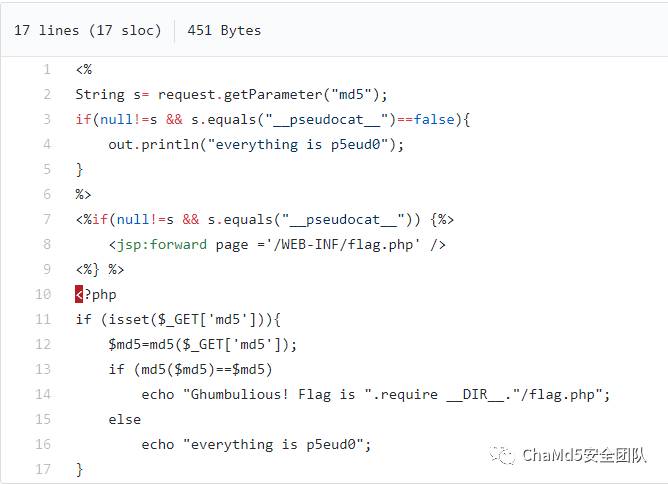 17 lines (17 sloc) 451 Bytes
1 <%
2 String s= request.getParameter("md5");
3 if(null!=s && s.equals("__pseudocat__")==false){
4     out.println("everything is p5eud0");
5 }
6 %>
7 <%if(null!=s && s.equals("__pseudocat__")) {%>
8     <jsp:forward page ='/WEB-INF/flag.php' />
9 <%} %>
10 <?php
11 if (isset($_GET['md5'])){
12     $md5=md5($_GET['md5']);
13     if (md5($md5)==$md5)
14         echo "Ghumbulious! Flag is ".require __DIR__."/flag.php";
15     else
16         echo "everything is p5eud0";
17 }
ChaMd5安全团队